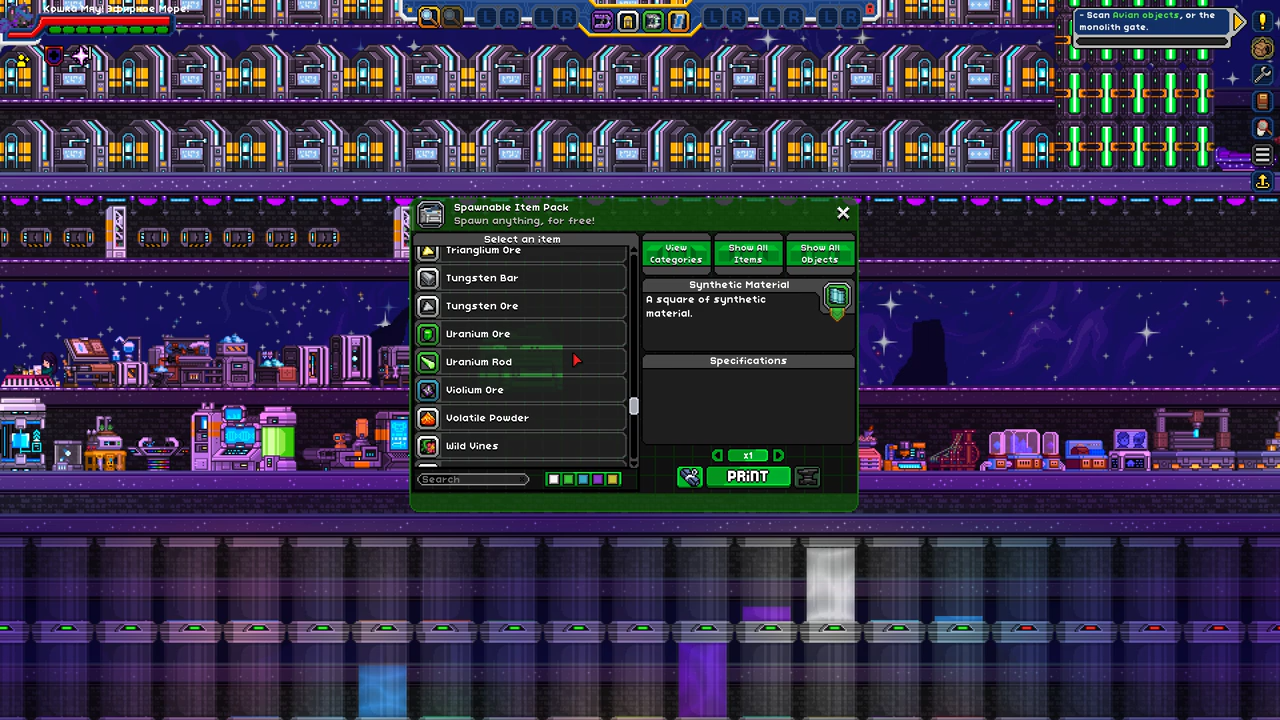 Кошка Мяу! Эфирное Море!
- Scan Avian objects, or the
monolith gate.
Spawnable Item Pack
Spawn anything, for free!
Select an item
Trianglium Ore
Tungsten Bar
Tungsten Ore
Uranium Ore
Uranium Rod
Violium Ore
Volatile Powder
Wild Vines
Search
View
Categories
Show All
Items
Show All
Objects
Synthetic Material
A square of synthetic
material.
Specifications
x1
PRINT
L R L R L R L R L R